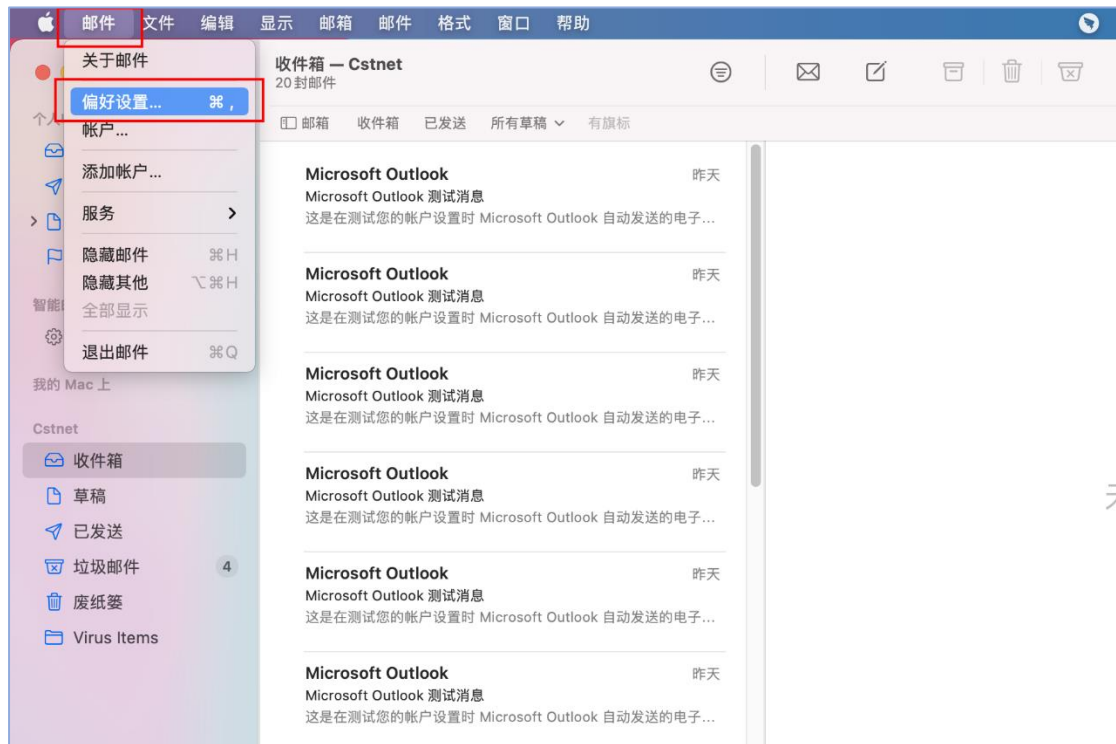 邮件 文件 编辑 显示 邮箱 邮件 格式 窗口 帮助
关于邮件
偏好设置... ⌘ ,
帐户...
添加帐户...
服务
隐藏邮件 ⌘ H
隐藏其他 ⌥ ⌘ H
全部显示
退出邮件 ⌘ Q
个人
智能
我的 Mac 上
Cstnet
收件箱
草稿
已发送
垃圾邮件 4
废纸篓
Virus Items
收件箱 — Cstnet
20 封邮件
邮箱 收件箱 已发送 所有草稿 有旗标
Microsoft Outlook 昨天
Microsoft Outlook 测试消息
这是在测试您的帐户设置时 Microsoft Outlook 自动发送的电子...
Microsoft Outlook 昨天
Microsoft Outlook 测试消息
这是在测试您的帐户设置时 Microsoft Outlook 自动发送的电子...
Microsoft Outlook 昨天
Microsoft Outlook 测试消息
这是在测试您的帐户设置时 Microsoft Outlook 自动发送的电子...
Microsoft Outlook 昨天
Microsoft Outlook 测试消息
这是在测试您的帐户设置时 Microsoft Outlook 自动发送的电子...
Microsoft Outlook 昨天
Microsoft Outlook 测试消息
这是在测试您的帐户设置时 Microsoft Outlook 自动发送的电子...
Microsoft Outlook 昨天
Microsoft Outlook 测试消息
这是在测试您的帐户设置时 Microsoft Outlook 自动发送的电子...